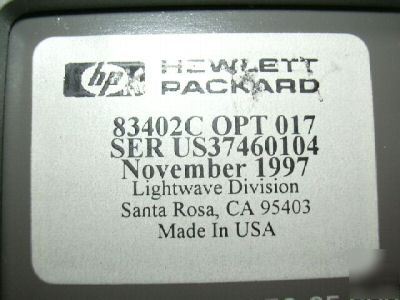 hp HEWLETT
PACKARD
83402C OPT 017
SER US37460104
November 1997
Lightwave Division
Santa Rosa, CA 95403
Made In USA